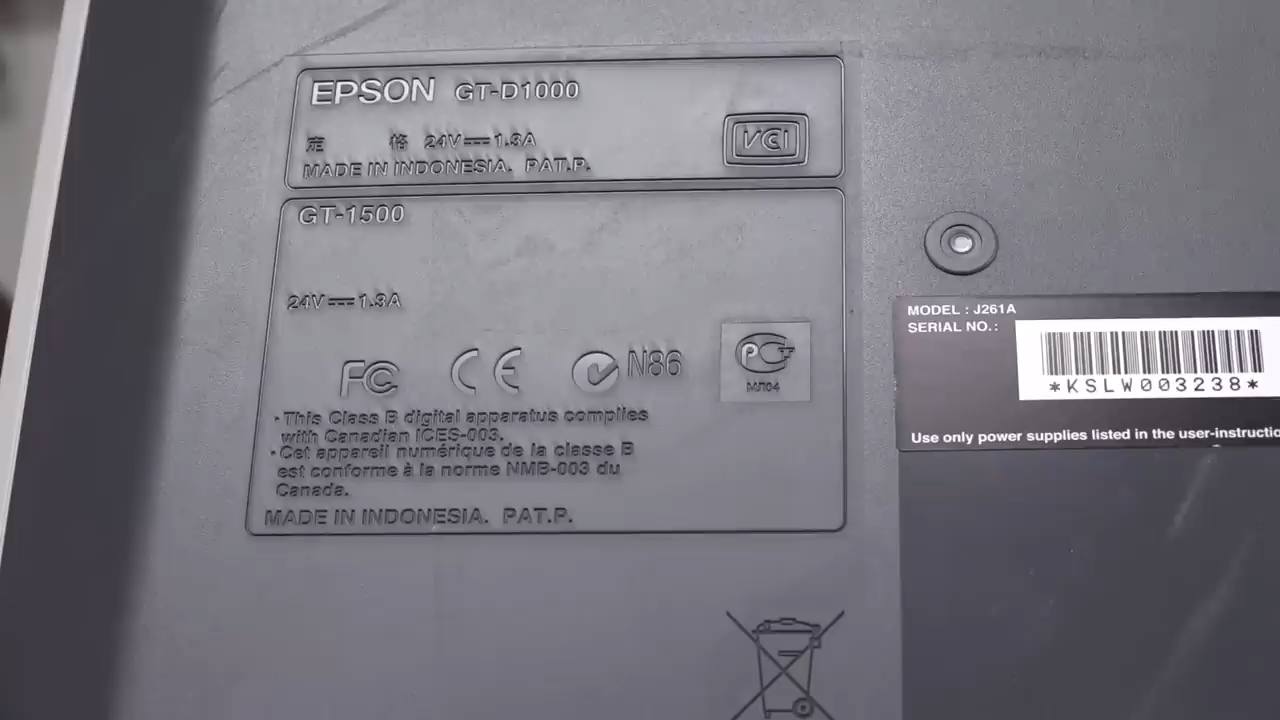 EPSON GT-D1000
定 格 24V⎓1.3A
MADE IN INDONESIA. PAT.P.
VCI
GT-1500
24V⎓1.3A
FC CE N86
PCT
МЛ04
・This Class B digital apparatus complies
with Canadian ICES-003.
・Cet appareil numérique de la classe B
est conforme à la norme NMB-003 du
Canada.
MADE IN INDONESIA. PAT.P.
MODEL : J261A
SERIAL NO.:
*KSLW003238*
Use only power supplies listed in the user-instructio